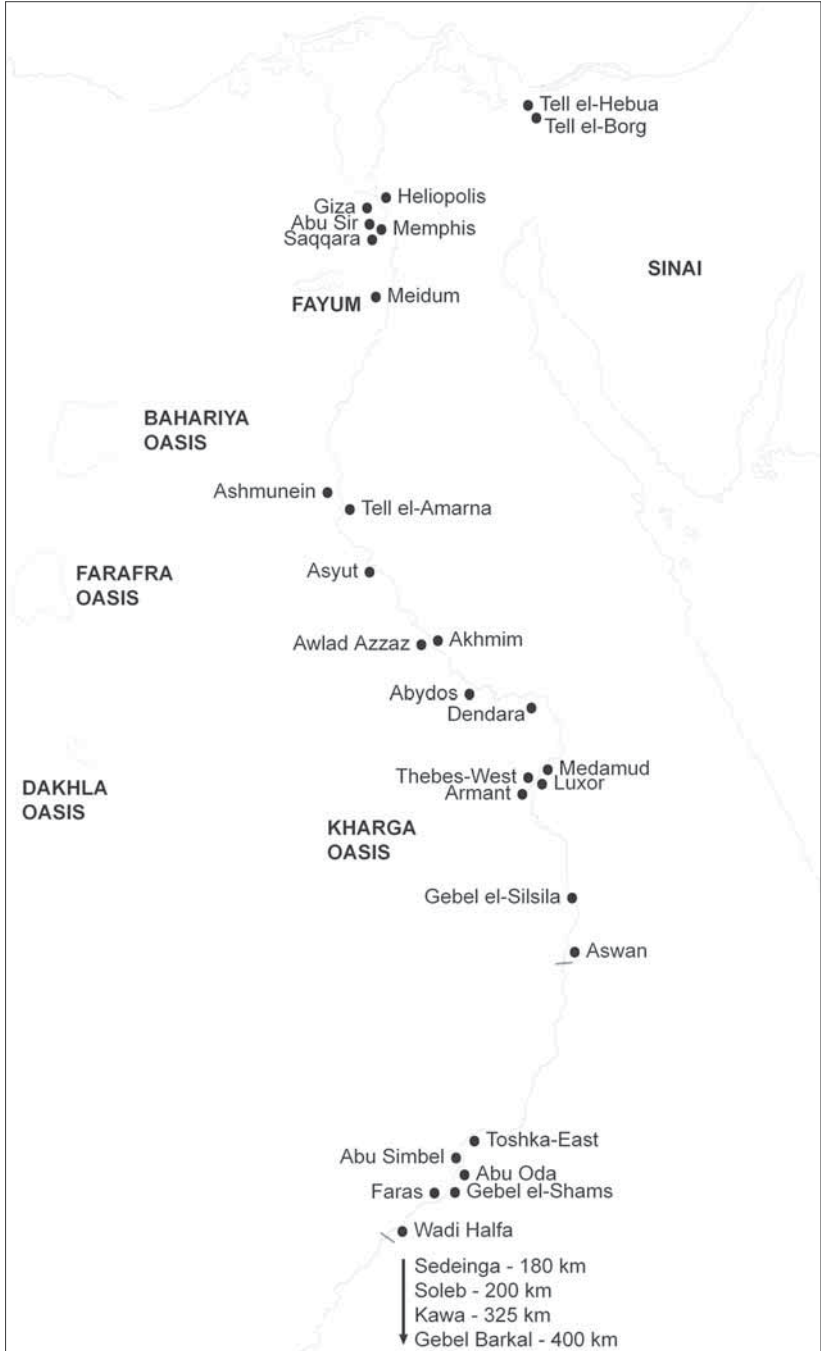 Tell el-Hebua
Tell el-Borg
Heliopolis
Giza
Abu Sir
Memphis
Saqqara
SINAI
Meidum
FAYUM
BAHARIYA
OASIS
Ashmunein
Tell el-Amarna
FARAFRA
OASIS
Asyut
Awlad Azzaz
Akhmim
Abydos
Dendara
Medamud
Thebes-West
Luxor
Armant
DAKHLA
OASIS
KHARGA
OASIS
Gebel el-Silsila
Aswan
Toshka-East
Abu Simbel
Abu Oda
Faras
Gebel el-Shams
Wadi Halfa
Sedeinga - 180 km
Soleb - 200 km
Kawa - 325 km
Gebel Barkal - 400 km